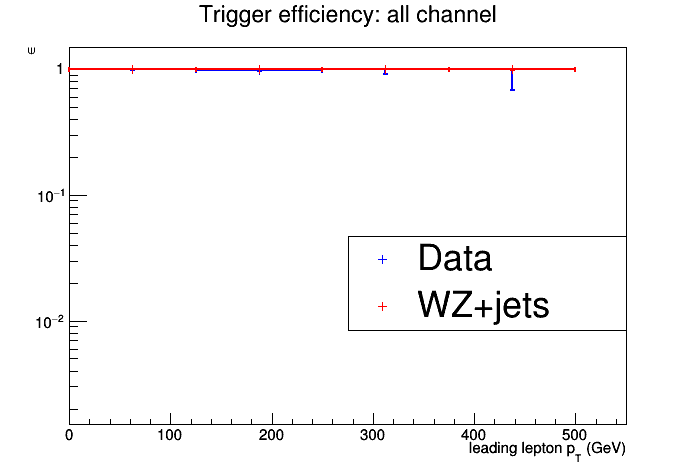 Trigger efficiency: all channel
ϵ
1
10⁻¹
10⁻²
Data
WZ+jets
0 100 200 300 400 500
leading lepton p_T (GeV)